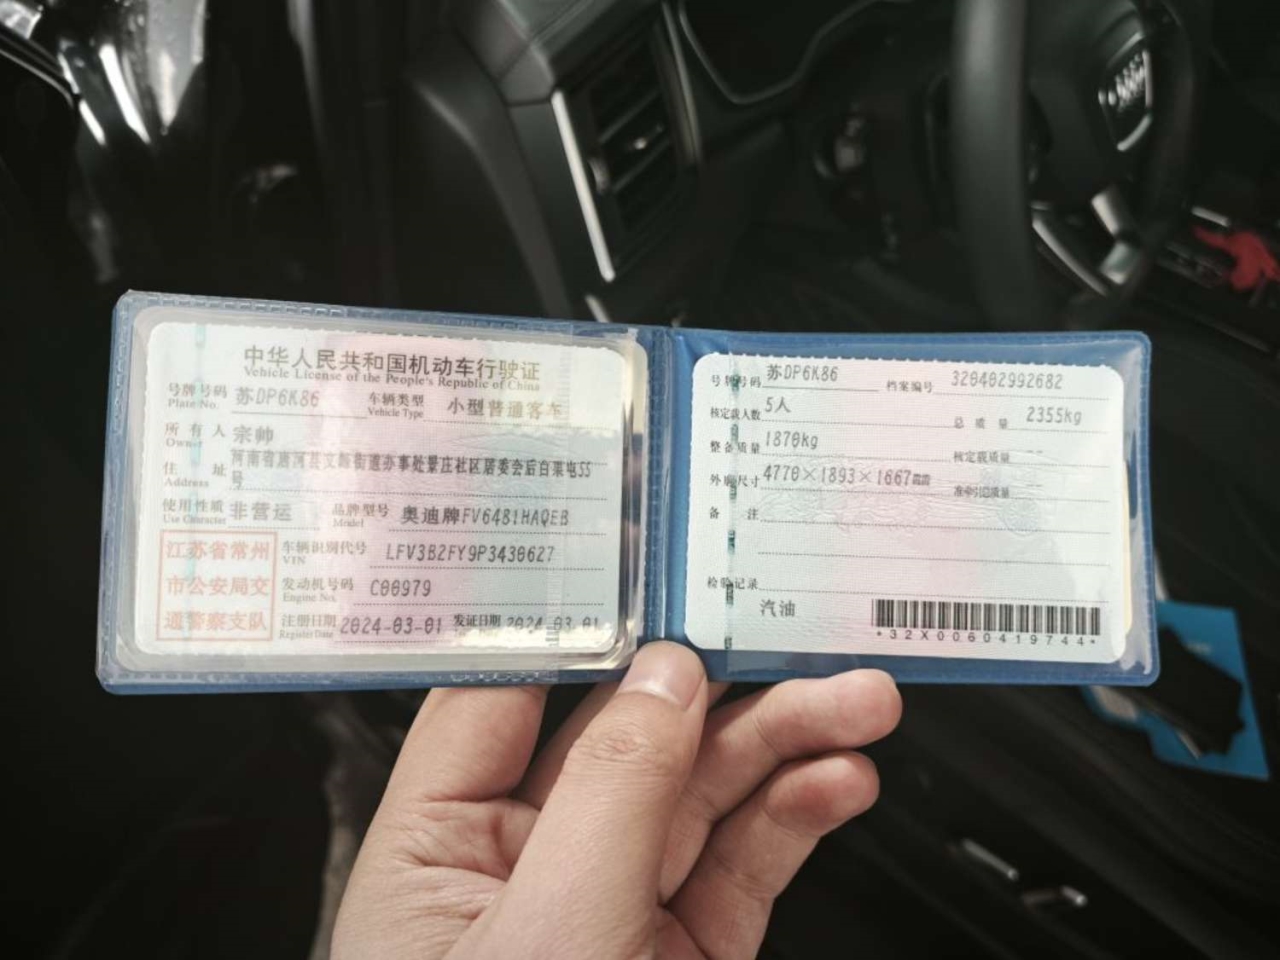 中华人民共和国机动车行驶证
Vehicle License of the People's Republic of China
号牌号码 苏DP6K86 车辆类型 小型普通客车
Plate No. Vehicle Type
所有人 宗帅
Owner
住址 河南省唐河县文峰街道办事处景庄社区居委会后白栗屯55
Address 号
使用性质 非营运 品牌型号 奥迪牌FV6481HAQEB
Use Character Model
江苏省常州
市公安局交
通警察支队
车辆识别代号 LFV3B2FY9P3430627
VIN
发动机号码 C00979
Engine No.
注册日期 2024-03-01 发证日期 2024-03-01
Register Date
号牌号码 苏DP6K86 档案编号 320402992682
核定载人数 5人 总质量 2355kg
整备质量 1870kg 核定载质量 --
外廓尺寸 4770×1893×1667 准牵引总质量 --
备注
检验记录
汽油
*32X0060419744*